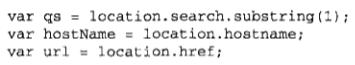 var qs = location.search.substring(1);
var hostName = location.hostname;
var url = location.href;